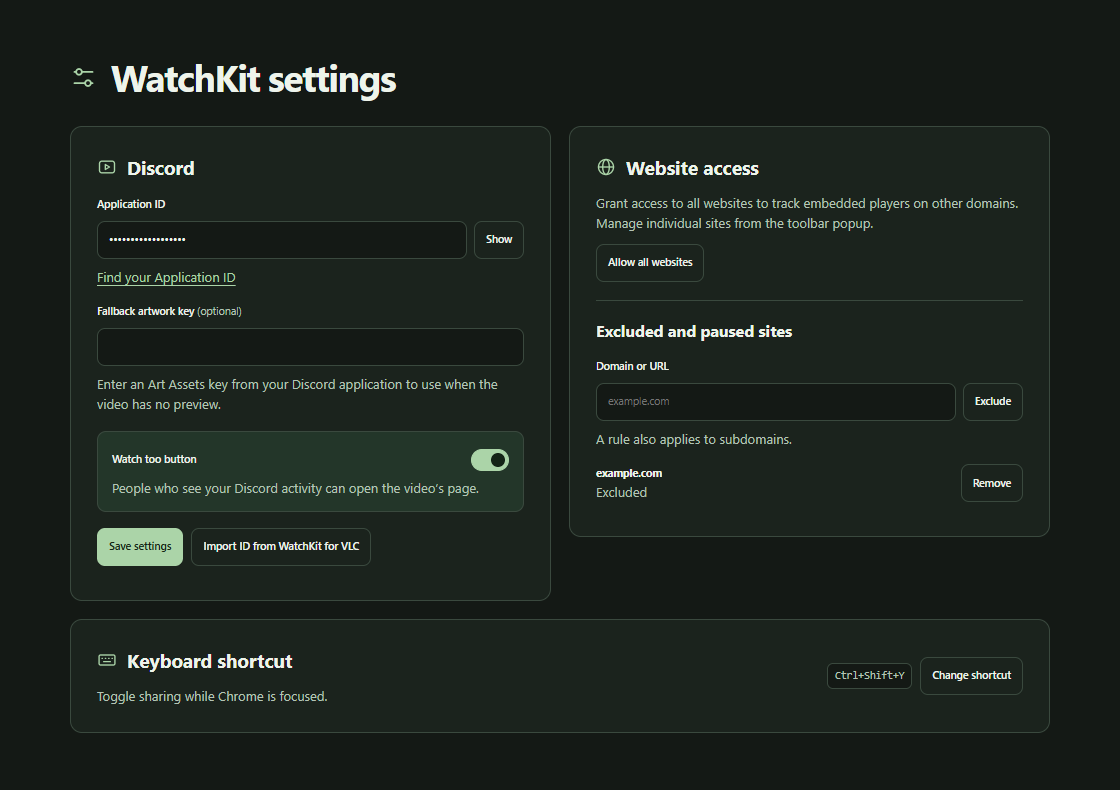 WatchKit settings
Discord
Application ID
••••••••••••••••••
Show
Find your Application ID
Fallback artwork key (optional)
Enter an Art Assets key from your Discord application to use when the
video has no preview.
Watch too button
People who see your Discord activity can open the video's page.
Save settings
Import ID from WatchKit for VLC
Website access
Grant access to all websites to track embedded players on other domains.
Manage individual sites from the toolbar popup.
Allow all websites
Excluded and paused sites
Domain or URL
example.com
Exclude
A rule also applies to subdomains.
example.com
Excluded
Remove
Keyboard shortcut
Toggle sharing while Chrome is focused.
Ctrl+Shift+Y
Change shortcut